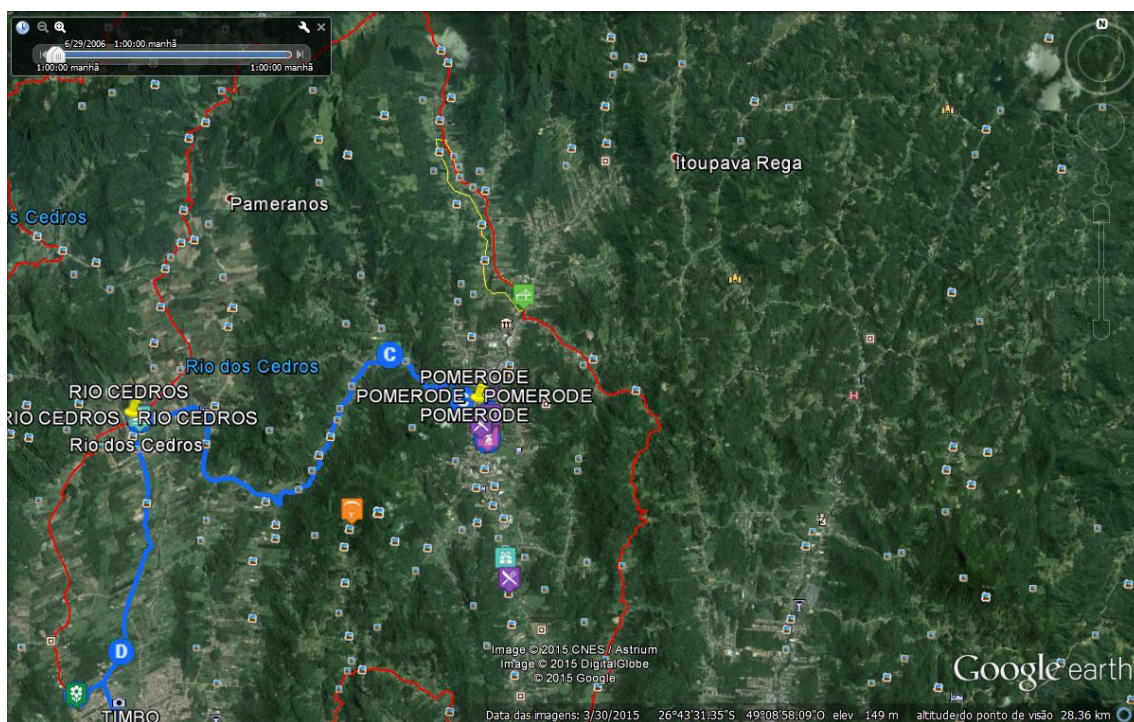 6/29/2006 1:00:00 manhã
1:00:00 manhã
1:00:00 manhã
N
Itoupava Rega
Pameranos
s Cedros
C
Rio dos Cedros
POMERODE
RIO CEDROS
POMERODE
POMERODE
RIO CEDROS
RIO CEDROS
POMERODE
Rio dos Cedros
H
D
Image © 2015 CNES / Astrium
Image © 2015 DigitalGlobe
© 2015 Google
Google earth
TIMBO
Data das imagens: 3/30/2015 26°43'31.35"S 49°08'58.09"O elev 149 m altitude do ponto de visão 28.36 km